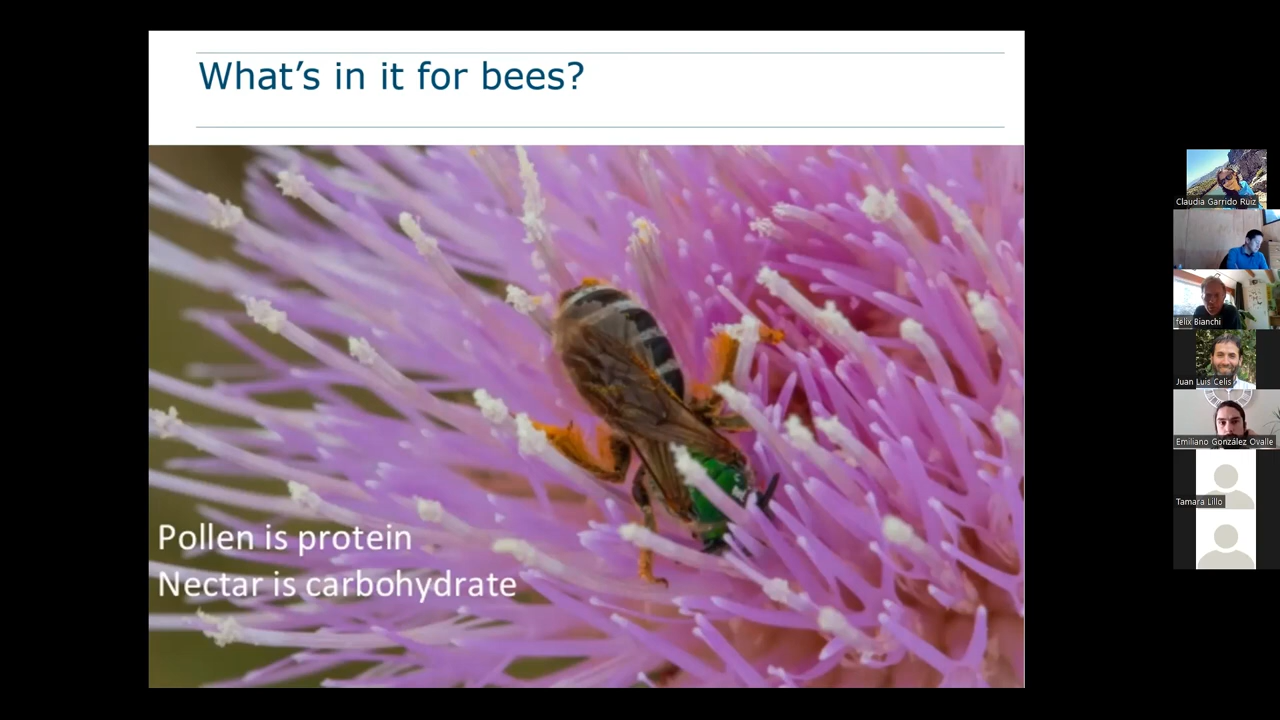 What's in it for bees?
Pollen is protein
Nectar is carbohydrate
Claudia Garrido Ruiz
felix Bianchi
Juan Luis Celis
Emiliano González Ovalle
Tamara Lillo